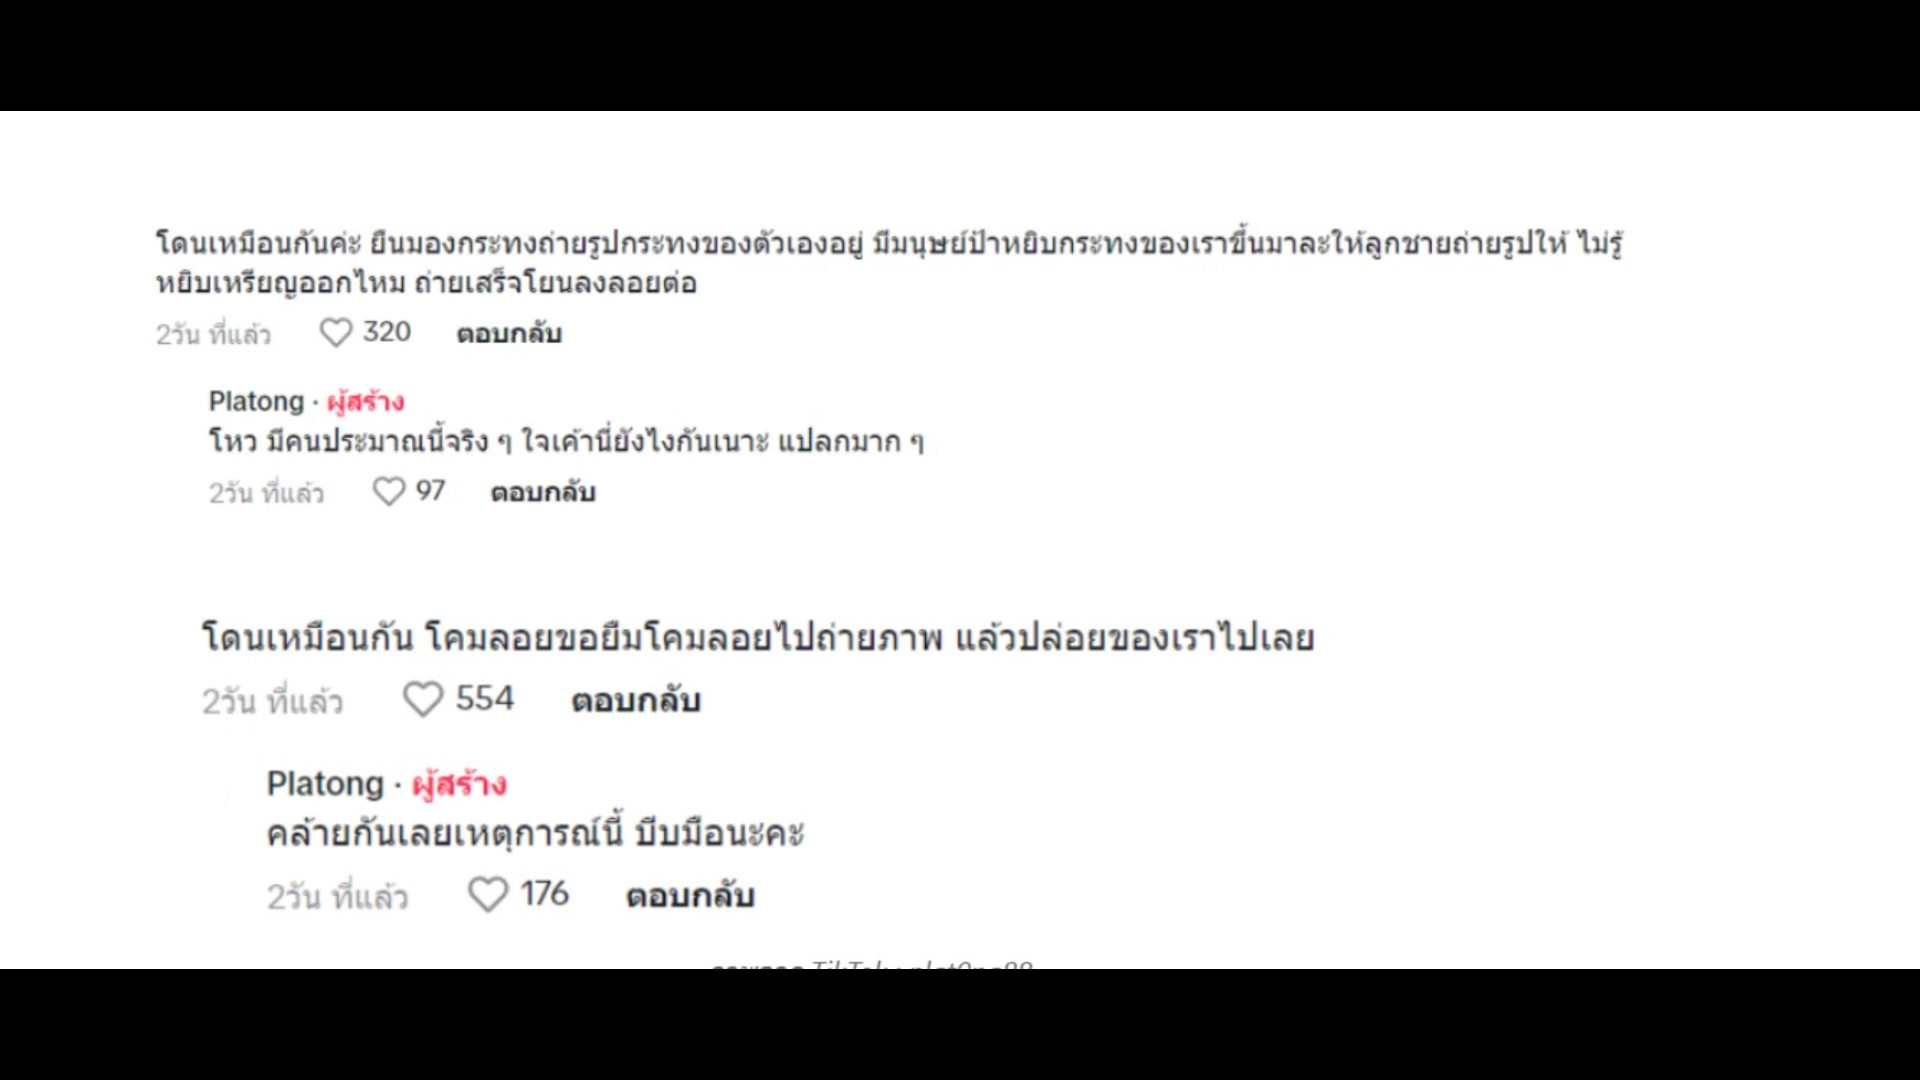 โดนเหมือนกันค่ะ ยืนมองกระทงถ่ายรูปกระทงของตัวเองอยู่ มีมนุษย์ป้าหยิบกระทงของเราขึ้นมาละให้ลูกชายถ่ายรูปให้ ไม่รู้
หยิบเหรียญออกไหม ถ่ายเสร็จโยนลงลอยต่อ
2วัน ที่แล้ว 320 ตอบกลับ
Platong · ผู้สร้าง
โหว มีคนประมาณนี้จริง ๆ ใจเค้านี่ยังไงกันเนาะ แปลกมาก ๆ
2วัน ที่แล้ว 97 ตอบกลับ
โดนเหมือนกัน โคมลอยขอยืมโคมลอยไปถ่ายภาพ แล้วปล่อยของเราไปเลย
2วัน ที่แล้ว 554 ตอบกลับ
Platong · ผู้สร้าง
คล้ายกันเลยเหตุการณ์นี้ บีบมือนะคะ
2วัน ที่แล้ว 176 ตอบกลับ